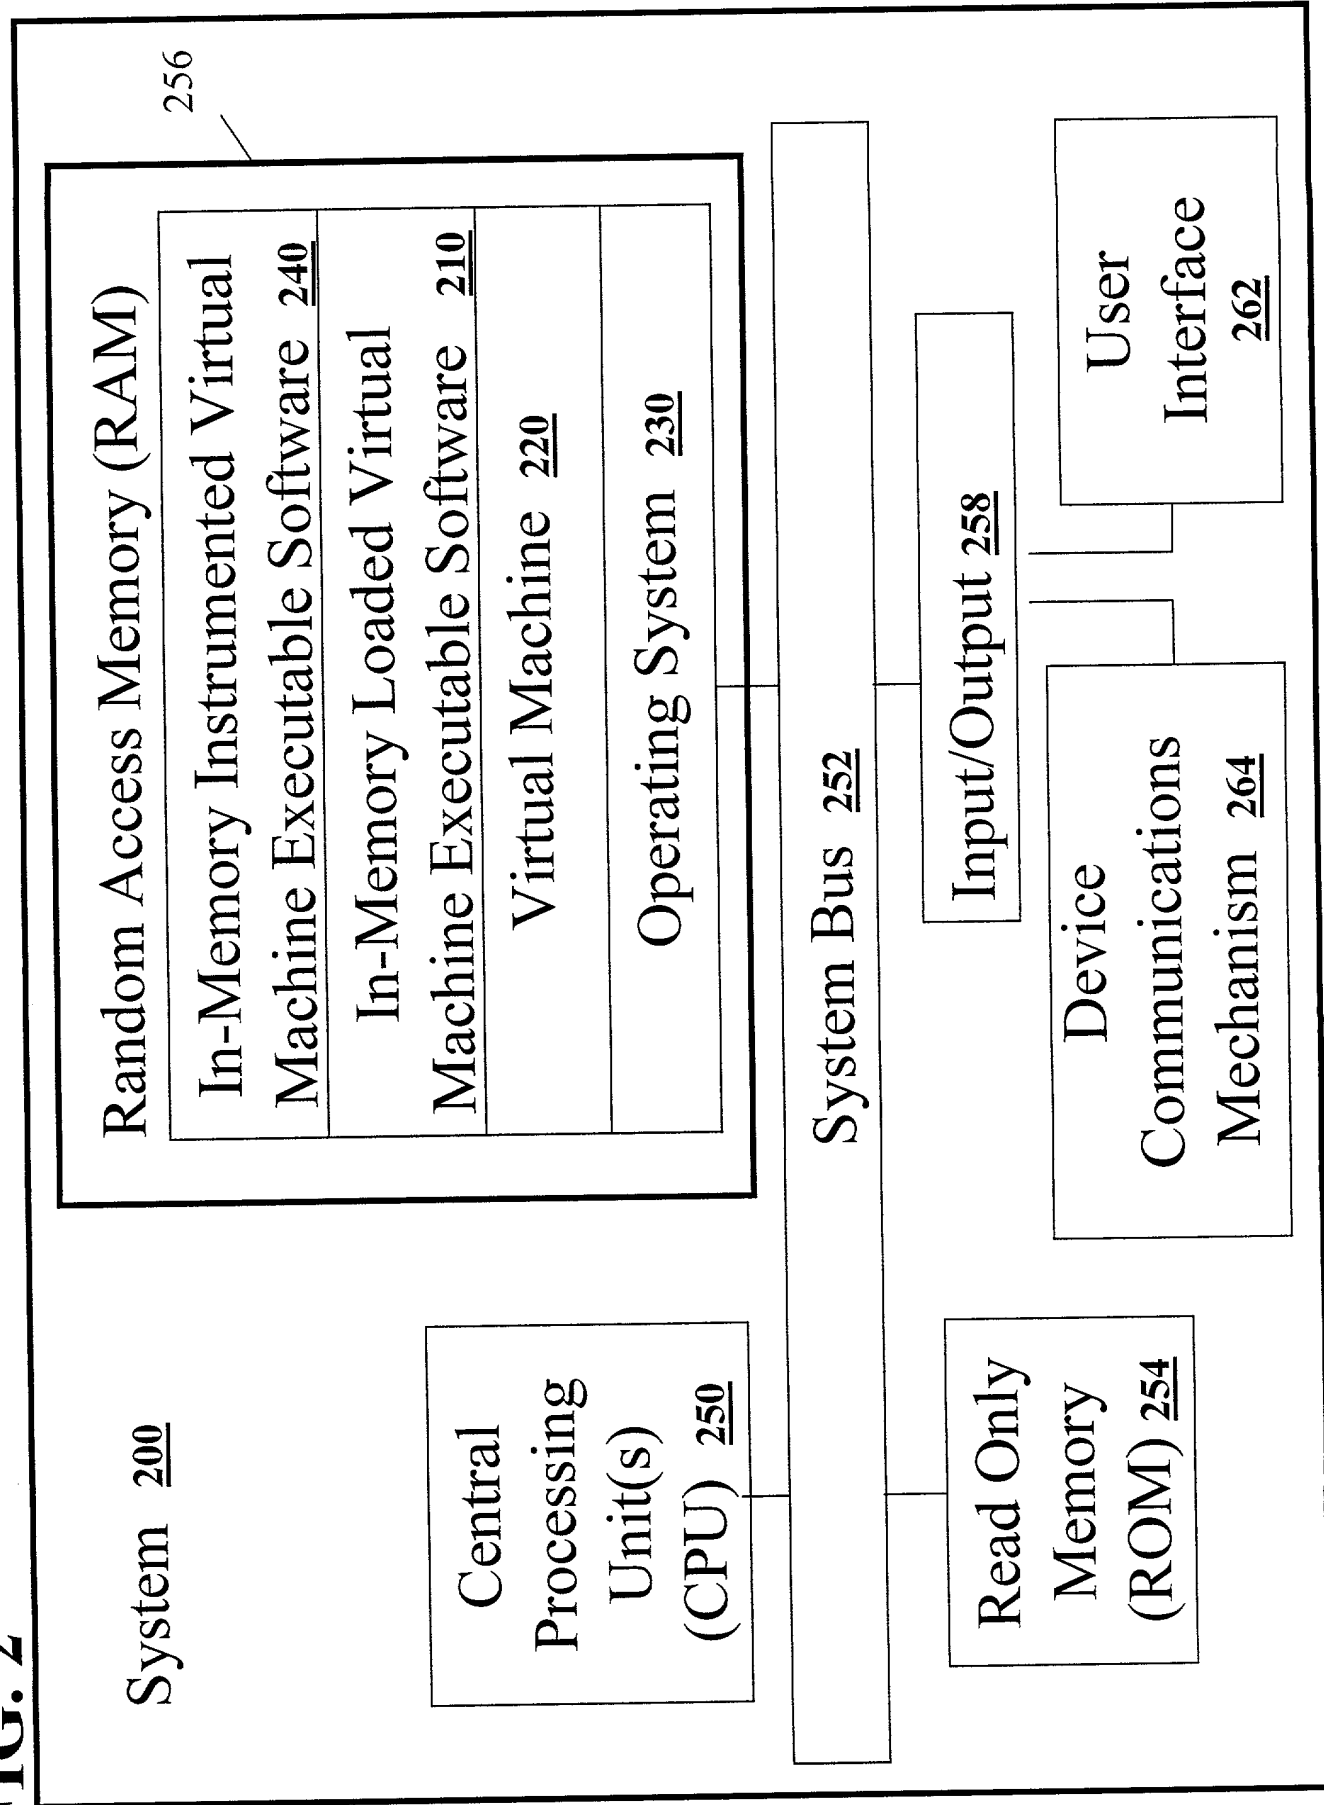 FIG. 2
System 200
256
Random Access Memory (RAM)
In-Memory Instrumented Virtual
Machine Executable Software 240
In-Memory Loaded Virtual
Machine Executable Software 210
Virtual Machine 220
Operating System 230
Central
Processing
Unit(s)
(CPU) 250
System Bus 252
Read Only
Memory
(ROM) 254
Input/Output 258
Device
Communications
Mechanism 264
User
Interface
262